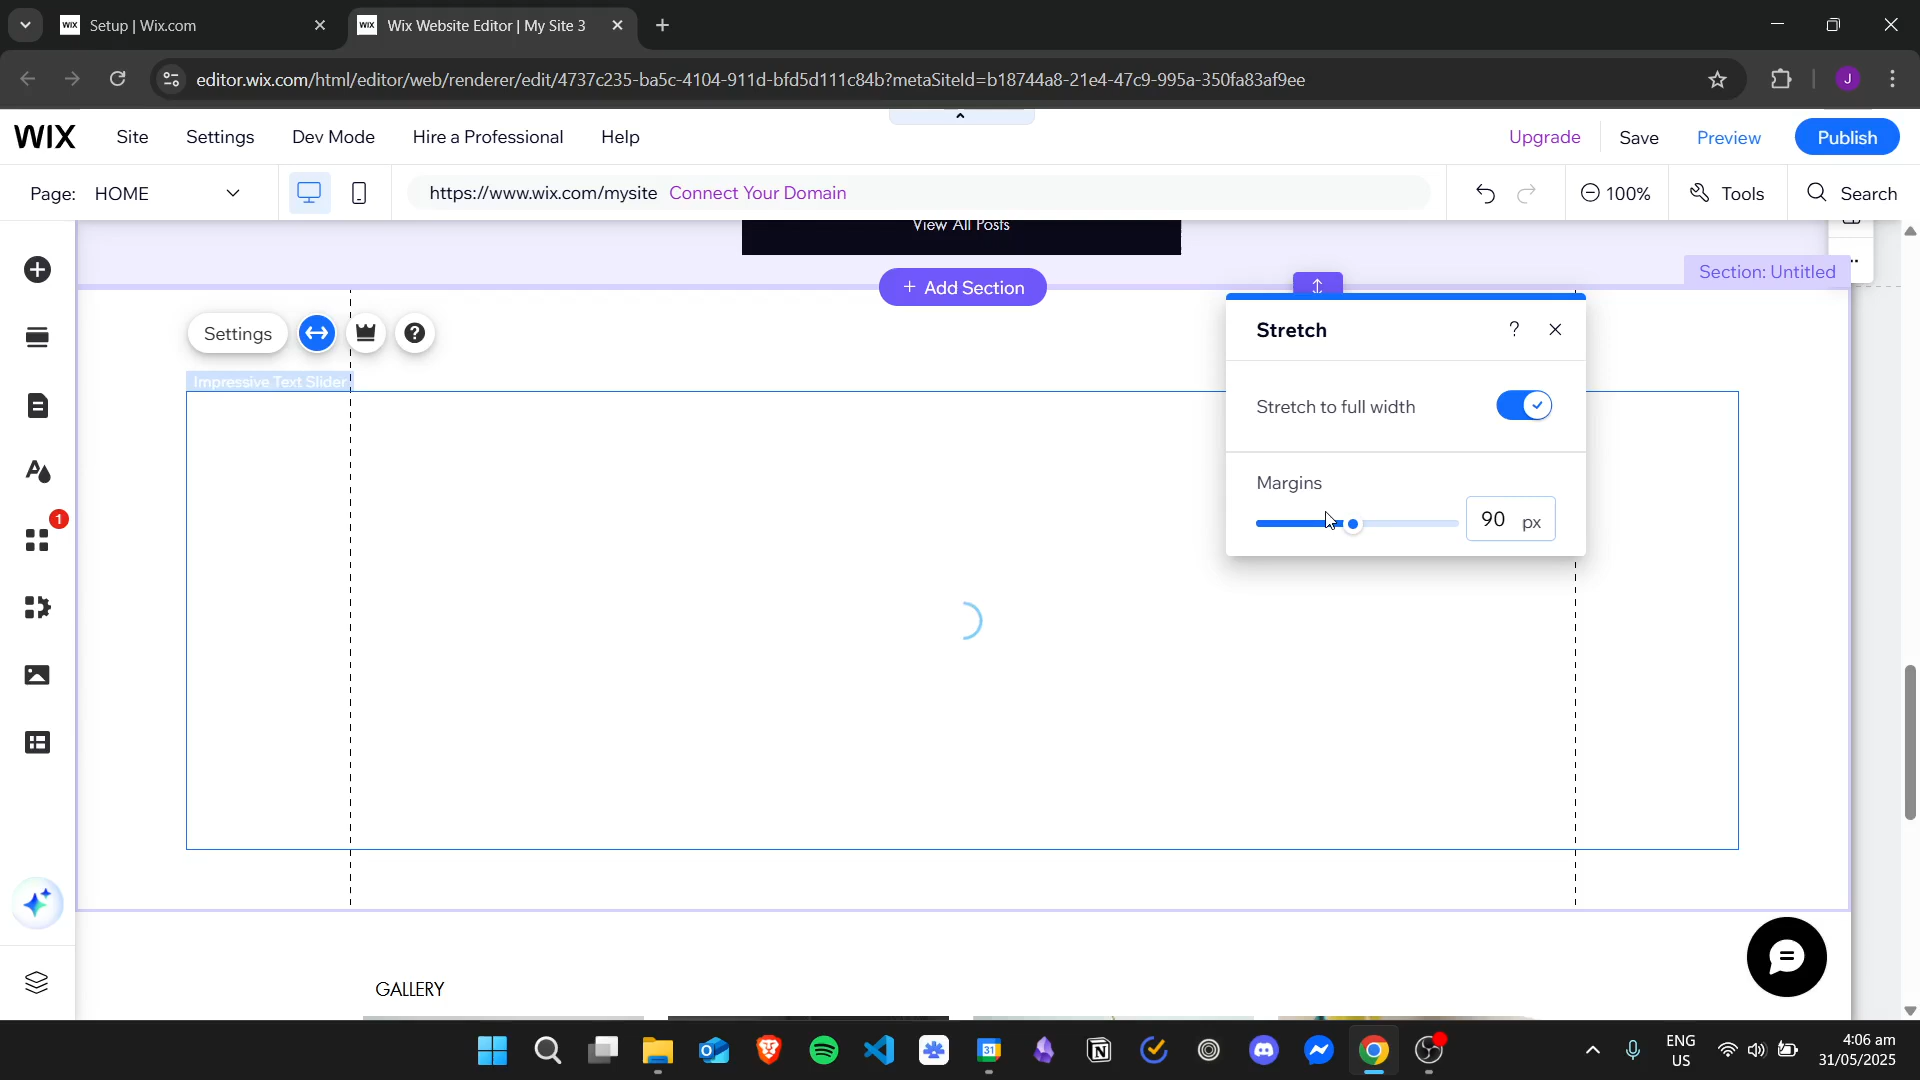 Setup | Wix.com
Wix Website Editor | My Site 3
editor.wix.com/html/editor/web/renderer/edit/4737c235-ba5c-4104-911d-bfd5d111c84b?metaSiteId=b18744a8-21e4-47c9-995a-350fa83af9ee
J
WIX
Site
Settings
Dev Mode
Hire a Professional
Help
Upgrade
Save
Preview
Publish
Page: HOME
https://www.wix.com/mysite Connect Your Domain
100%
Tools
Search
View All Posts
+ Add Section
Section: Untitled
Settings
Impressive Text Slider
Stretch
?
Stretch to full width
Margins
90 px
1
GALLERY
ENG
US
4:06 am
31/05/2025